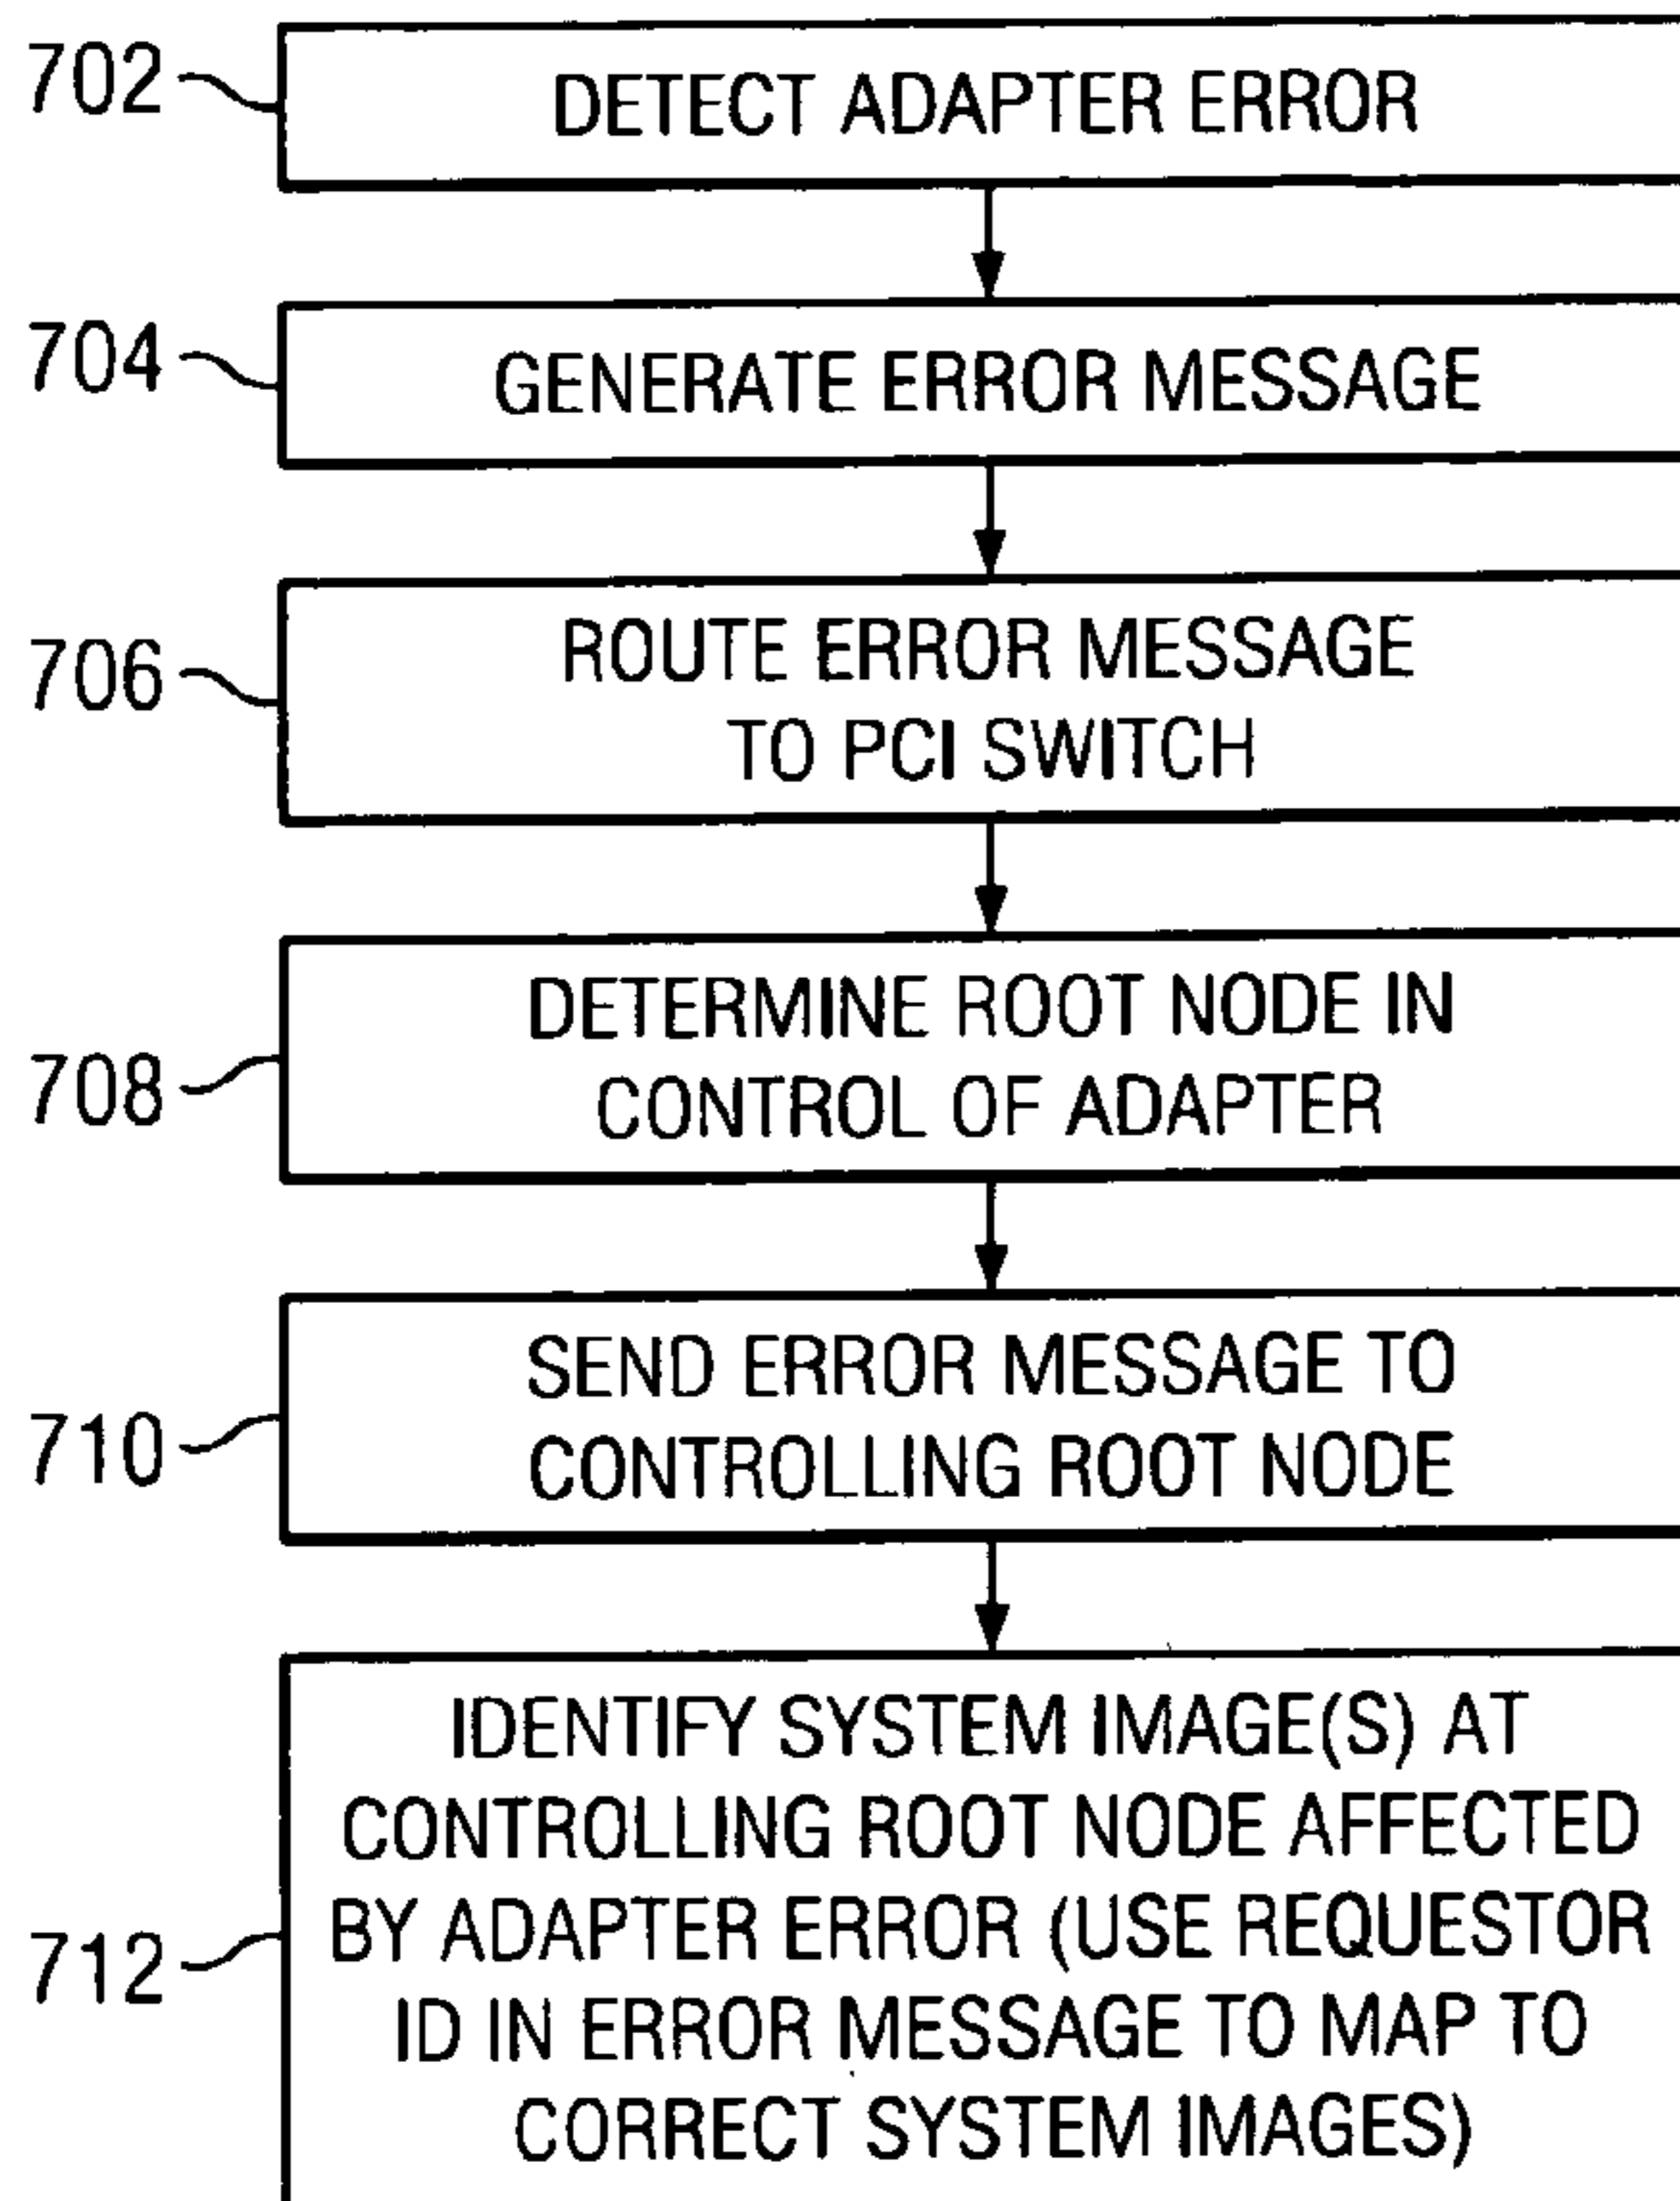 702
DETECT ADAPTER ERROR
704
GENERATE ERROR MESSAGE
706
ROUTE ERROR MESSAGE
TO PCI SWITCH
708
DETERMINE ROOT NODE IN
CONTROL OF ADAPTER
710
SEND ERROR MESSAGE TO
CONTROLLING ROOT NODE
712
IDENTIFY SYSTEM IMAGE(S) AT
CONTROLLING ROOT NODE AFFECTED
BY ADAPTER ERROR (USE REQUESTOR
ID IN ERROR MESSAGE TO MAP TO
CORRECT SYSTEM IMAGES)